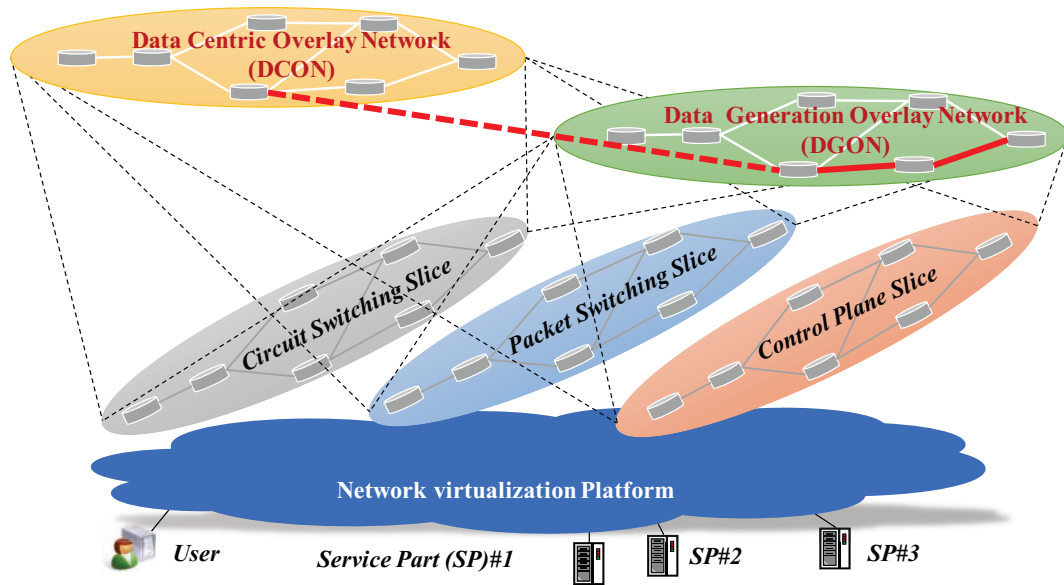 Data Centric Overlay Network
(DCON)
Data Generation Overlay Network
(DGON)
Circuit Switching Slice
Packet Switching Slice
Control Plane Slice
Network virtualization Platform
User
Service Part (SP)#1
SP#2
SP#3